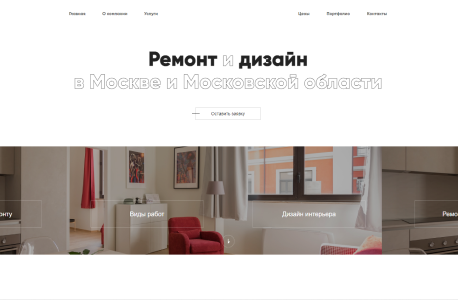 Главная О компании Услуги Цены Портфолио Контакты
Ремонт и дизайн
в Москве и Московской области
Оставить заявку
онту Виды работ Дизайн интерьера Ремо